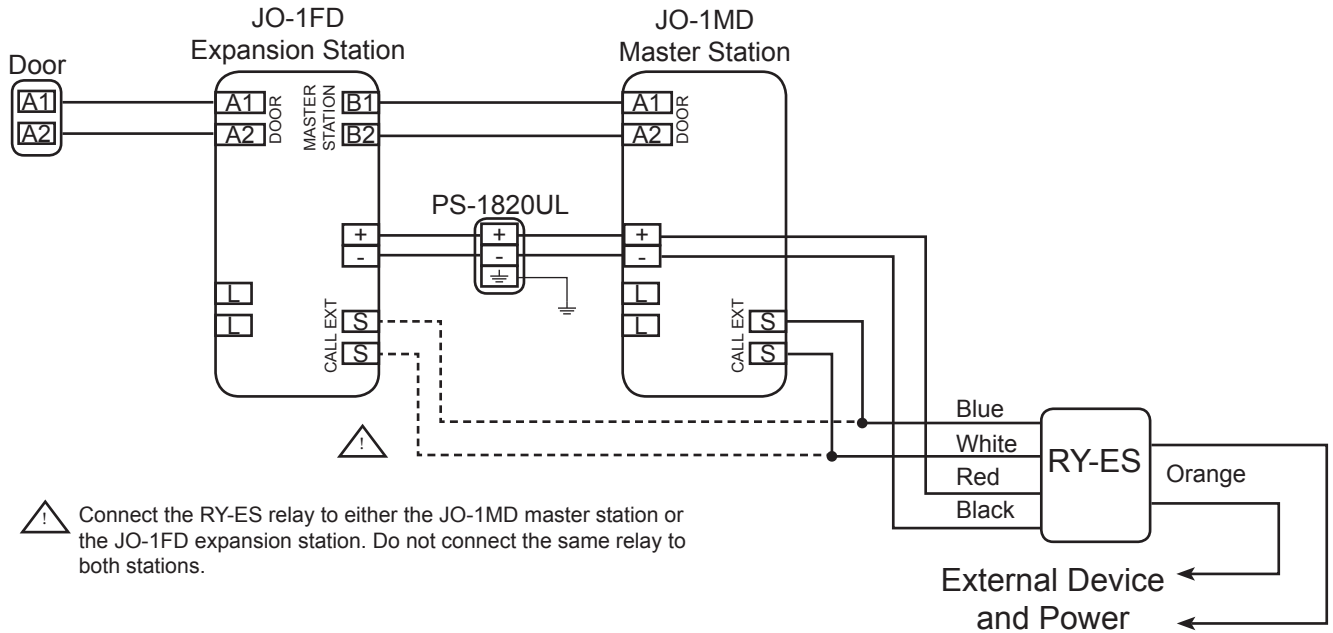 JO-1FD
Expansion Station
JO-1MD
Master Station
Door
A1
A2
A1
A2
DOOR
MASTER
STATION
B1
B2
A1
A2
DOOR
PS-1820UL
+
-
+
-
+
-
L
L
CALL EXT
S
S
L
L
CALL EXT
S
S
Blue
White
Red
Black
RY-ES
Orange
!
! Connect the RY-ES relay to either the JO-1MD master station or
the JO-1FD expansion station. Do not connect the same relay to
both stations.
External Device
and Power